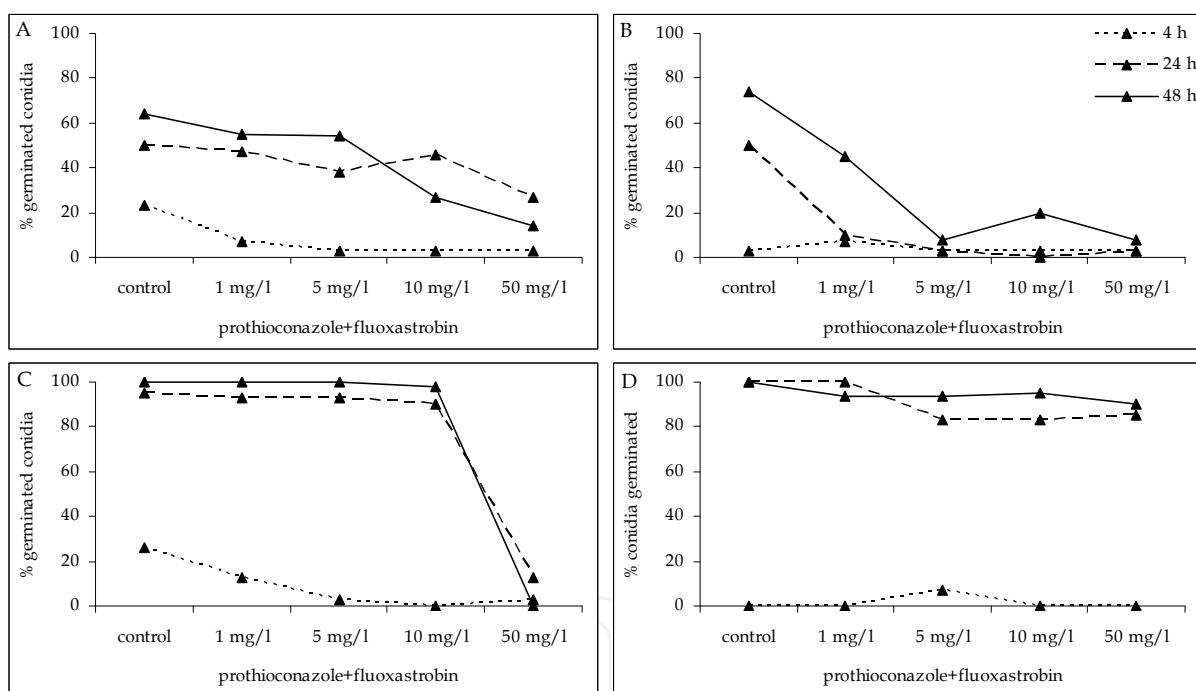 A
% germinated conidia
100
80
60
40
20
0
control 1 mg/l 5 mg/l 10 mg/l 50 mg/l
prothioconazole+fluoxastrobin
B
% germinated conidia
100
80
60
40
20
0
control 1 mg/l 5 mg/l 10 mg/l 50 mg/l
prothioconazole+fluoxastrobin
4 h
24 h
48 h
C
% germinated conidia
100
80
60
40
20
0
control 1 mg/l 5 mg/l 10 mg/l 50 mg/l
prothioconazole+fluoxastrobin
D
% conidia germinated
100
80
60
40
20
0
control 1 mg/l 5 mg/l 10 mg/l 50 mg/l
prothioconazole+fluoxastrobin